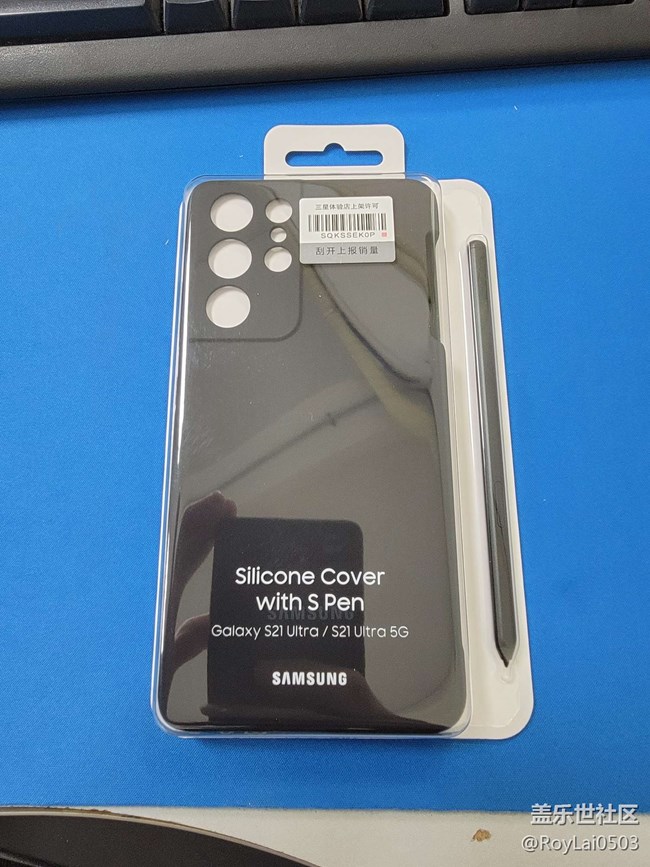 三星体验店上架许可
SQKSSEK0P
刮开上报销量
Silicone Cover
with S Pen
SAMSUNG
Galaxy S21 Ultra / S21 Ultra 5G
SAMSUNG
盖乐世社区
@RoyLai0503